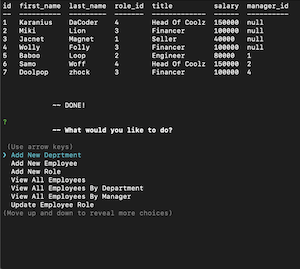 id  first_name  last_name  role_id  title  salary  manager_id
--  ----------  ---------  -------  -----  ------  ----------
1  Karanius  DaCoder  4  Head Of Coolz  150000  null
2  Miki  Lion  3  Financer  100000  null
3  Jacnet  Magnet  1  Seller  40000  null
4  Wolly  Folly  3  Financer  100000  null
5  Baboo  Loop  2  Engineer  80000  1
6  Samo  Woff  4  Head Of Coolz  150000  2
7  Doolpop  zhock  3  Financer  100000  4
-- DONE!
?
-- What would you like to do?
(Use arrow keys)
❯ Add New Deprtment
Add New Employee
Add New Role
View All Employees
View All Employees By Department
View All Employees By Manager
Update Employee Role
(Move up and down to reveal more choices)